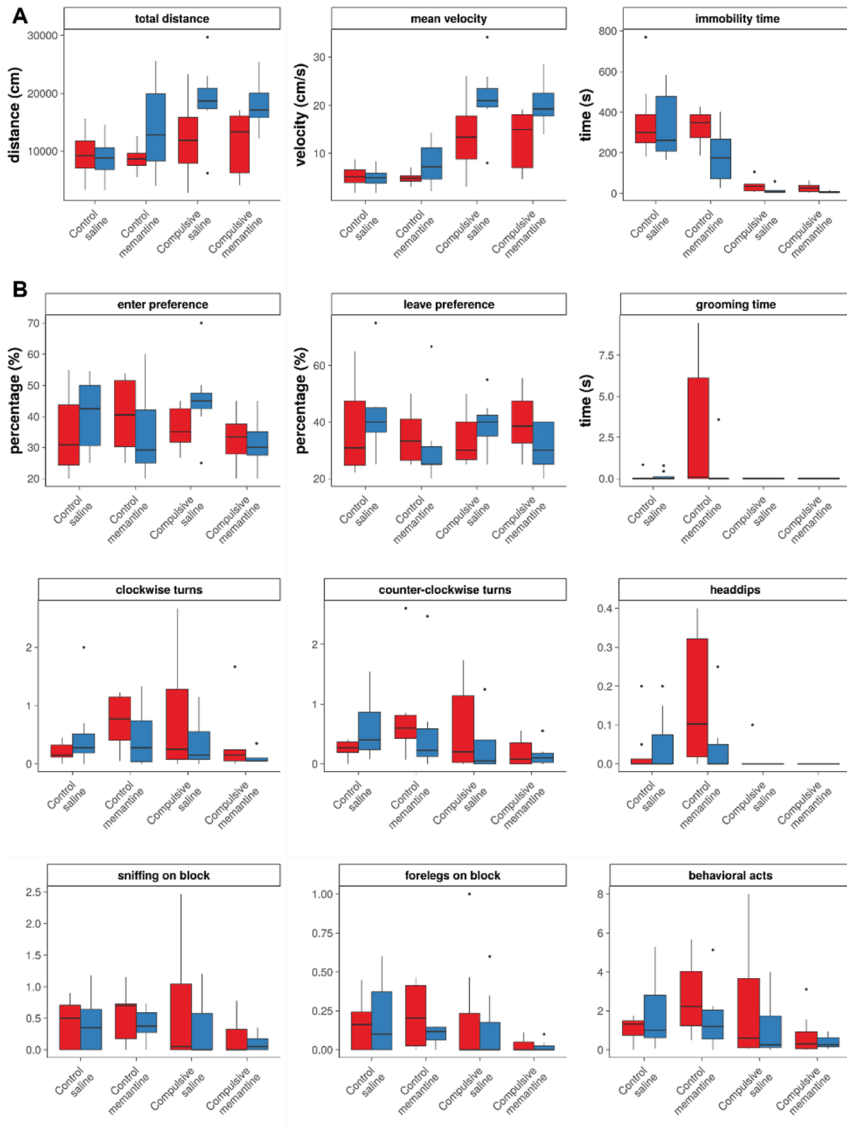 A
total distance
mean velocity
immobility time
distance (cm)
30000
20000
10000
velocity (cm/s)
30
20
10
time (s)
800
600
400
200
0
Control saline
Control memantine
Compulsive saline
Compulsive memantine
Control saline
Control memantine
Compulsive saline
Compulsive memantine
Control saline
Control memantine
Compulsive saline
Compulsive memantine
B
enter preference
leave preference
grooming time
percentage (%)
70
60
50
40
30
20
percentage (%)
60
40
20
time (s)
7.5
5.0
2.5
0.0
Control saline
Control memantine
Compulsive saline
Compulsive memantine
Control saline
Control memantine
Compulsive saline
Compulsive memantine
Control saline
Control memantine
Compulsive saline
Compulsive memantine
clockwise turns
counter-clockwise turns
headdips
2
1
0
2
1
0
0.4
0.3
0.2
0.1
0.0
Control saline
Control memantine
Compulsive saline
Compulsive memantine
Control saline
Control memantine
Compulsive saline
Compulsive memantine
Control saline
Control memantine
Compulsive saline
Compulsive memantine
sniffing on block
forelegs on block
behavioral acts
2.5
2.0
1.5
1.0
0.5
0.0
1.00
0.75
0.50
0.25
0.00
8
6
4
2
0
Control saline
Control memantine
Compulsive saline
Compulsive memantine
Control saline
Control memantine
Compulsive saline
Compulsive memantine
Control saline
Control memantine
Compulsive saline
Compulsive memantine